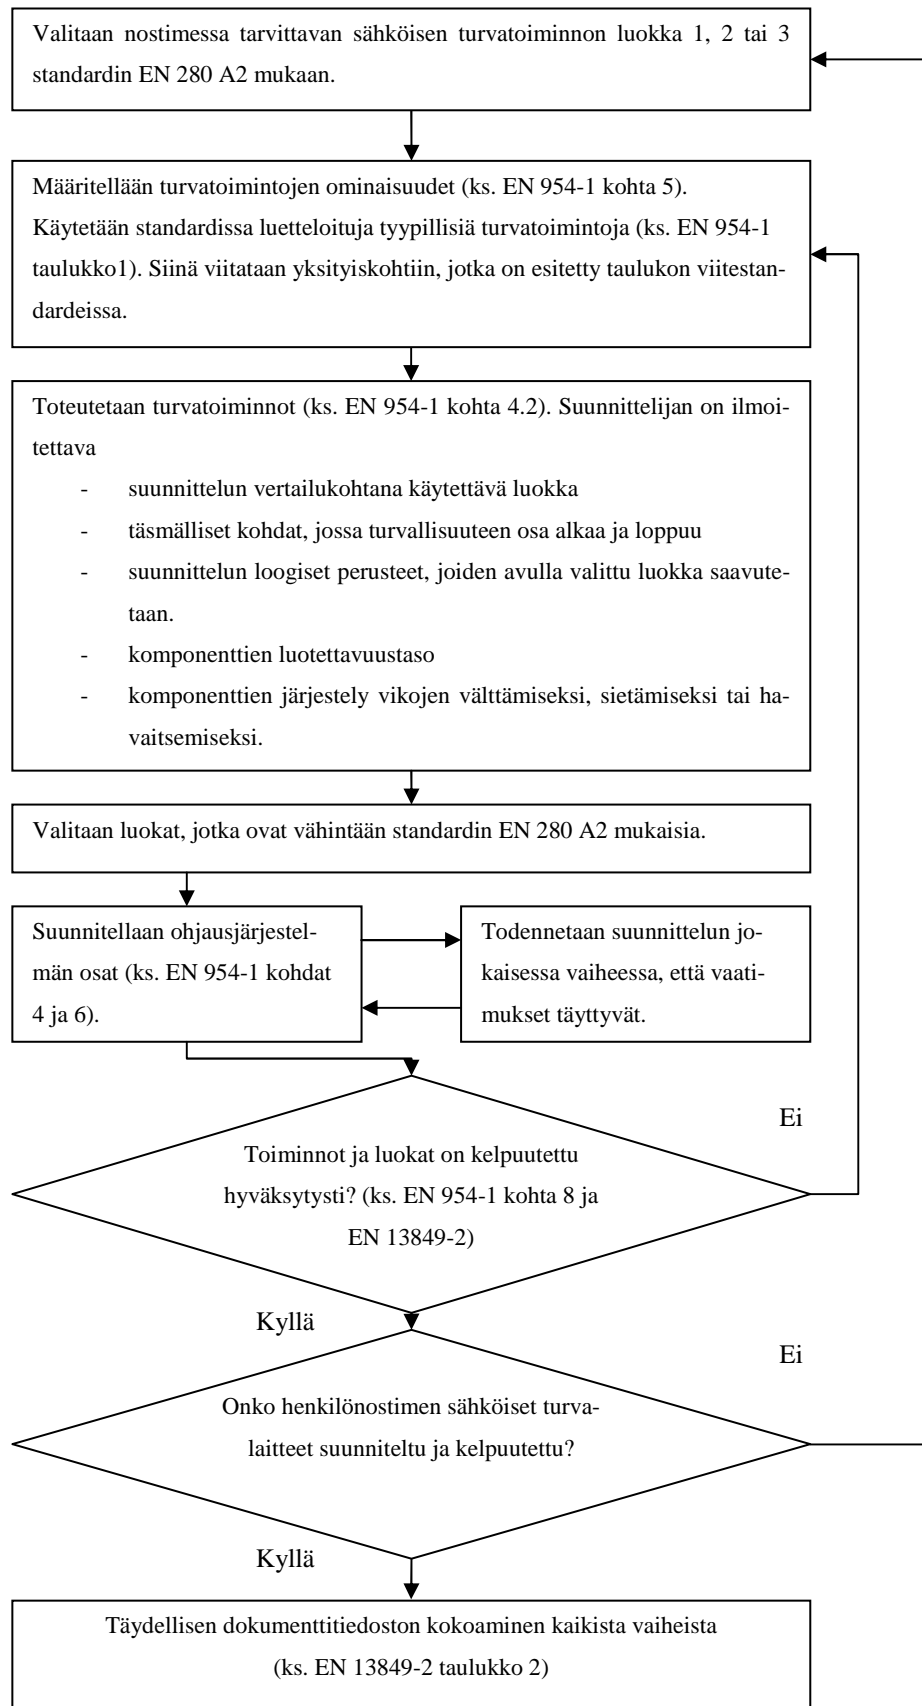 Valitaan nostimessa tarvittavan sähköisen turvatoiminnon luokka 1, 2 tai 3
standardin EN 280 A2 mukaan.
Määritellään turvatoimintojen ominaisuudet (ks. EN 954-1 kohta 5).
Käytetään standardissa luetteloituja tyypillisiä turvatoimintoja (ks. EN 954-1
taulukko1). Siinä viitataan yksityiskohtiin, jotka on esitetty taulukon viitestan-
dardeissa.
Toteutetaan turvatoiminnot (ks. EN 954-1 kohta 4.2). Suunnittelijan on ilmoi-
tettava
- suunnittelun vertailukohtana käytettävä luokka
- täsmälliset kohdat, jossa turvallisuuteen osa alkaa ja loppuu
- suunnittelun loogiset perusteet, joiden avulla valittu luokka saavute-
taan.
- komponenttien luotettavuustaso
- komponenttien järjestely vikojen välttämiseksi, sietämiseksi tai ha-
vaitsemiseksi.
Valitaan luokat, jotka ovat vähintään standardin EN 280 A2 mukaisia.
Suunnitellaan ohjausjärjestel-
män osat (ks. EN 954-1 kohdat
4 ja 6).
Todennetaan suunnittelun jo-
kaisessa vaiheessa, että vaati-
mukset täyttyvät.
Ei
Toiminnot ja luokat on kelpuutettu
hyväksytysti? (ks. EN 954-1 kohta 8 ja
EN 13849-2)
Kyllä
Ei
Onko henkilönostimen sähköiset turva-
laitteet suunniteltu ja kelpuutettu?
Kyllä
Täydellisen dokumenttitiedoston kokoaminen kaikista vaiheista
(ks. EN 13849-2 taulukko 2)